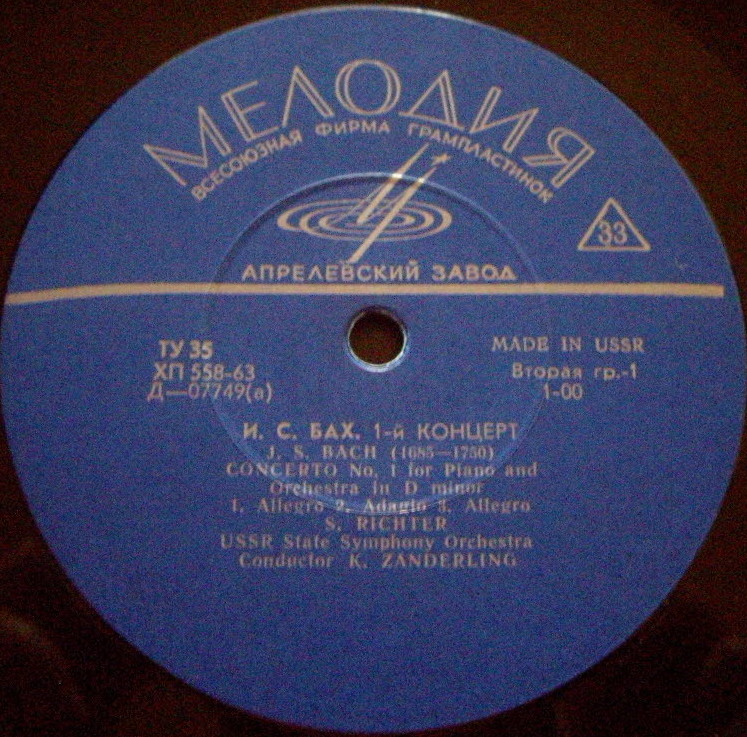 МЕЛОДИЯ
ВСЕСОЮЗНАЯ ФИРМА ГРАМПЛАСТИНОК
33
АПРЕЛЕВСКИЙ ЗАВОД
ТУ 35
ХП 558-63
Д—07749(а)
MADE IN USSR
Вторая гр.-1
1-00
И. С. БАХ. 1-й КОНЦЕРТ
J. S. BACH (1685—1750)
CONCERTO No. 1 for Piano and
Orchestra in D minor
1. Allegro 2. Adagio 3. Allegro
S. RICHTER
USSR State Symphony Orchestra
Conductor K. ZANDERLING